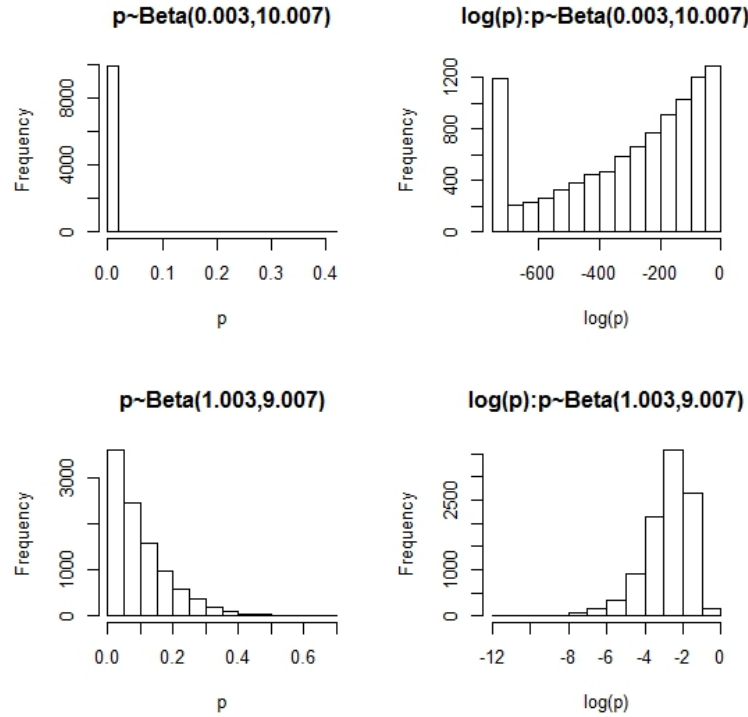 p~Beta(0.003,10.007)
Frequency
0 4000 8000
0.0 0.1 0.2 0.3 0.4
p
log(p):p~Beta(0.003,10.007)
Frequency
0 400 800 1200
-600 -400 -200 0
log(p)
p~Beta(1.003,9.007)
Frequency
0 1000 3000
0.0 0.2 0.4 0.6
p
log(p):p~Beta(1.003,9.007)
Frequency
0 1000 2500
-12 -8 -6 -4 -2 0
log(p)